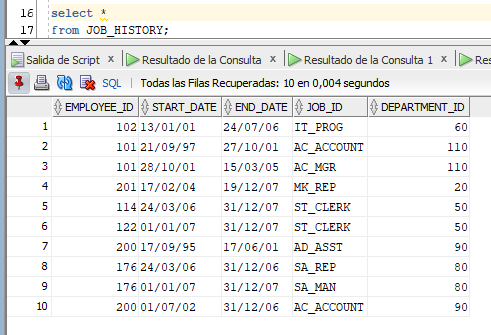 16 select *
17 from JOB_HISTORY;
Salida de Script x Resultado de la Consulta x Resultado de la Consulta 1 x Res
SQL | Todas las Filas Recuperadas: 10 en 0,004 segundos
EMPLOYEE_ID START_DATE END_DATE JOB_ID DEPARTMENT_ID
1 102 13/01/01 24/07/06 IT_PROG 60
2 101 21/09/97 27/10/01 AC_ACCOUNT 110
3 101 28/10/01 15/03/05 AC_MGR 110
4 201 17/02/04 19/12/07 MK_REP 20
5 114 24/03/06 31/12/07 ST_CLERK 50
6 122 01/01/07 31/12/07 ST_CLERK 50
7 200 17/09/95 17/06/01 AD_ASST 90
8 176 24/03/06 31/12/06 SA_REP 80
9 176 01/01/07 31/12/07 SA_MAN 80
10 200 01/07/02 31/12/06 AC_ACCOUNT 90